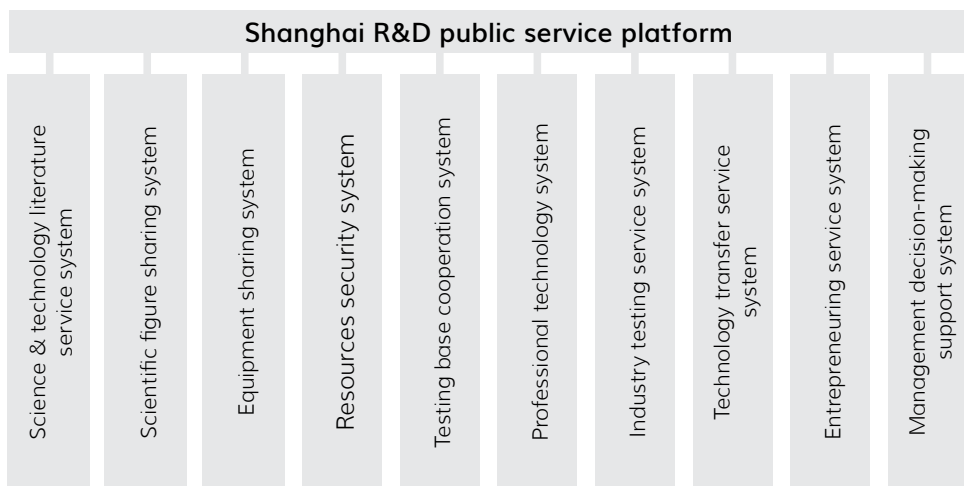 Shanghai R&D public service platform
Science & technology literature
service system
Scientific figure sharing system
Equipment sharing system
Resources security system
Testing base cooperation system
Professional technology system
Industry testing service system
Technology transfer service
system
Entrepreneuring service system
Management decision-making
support system